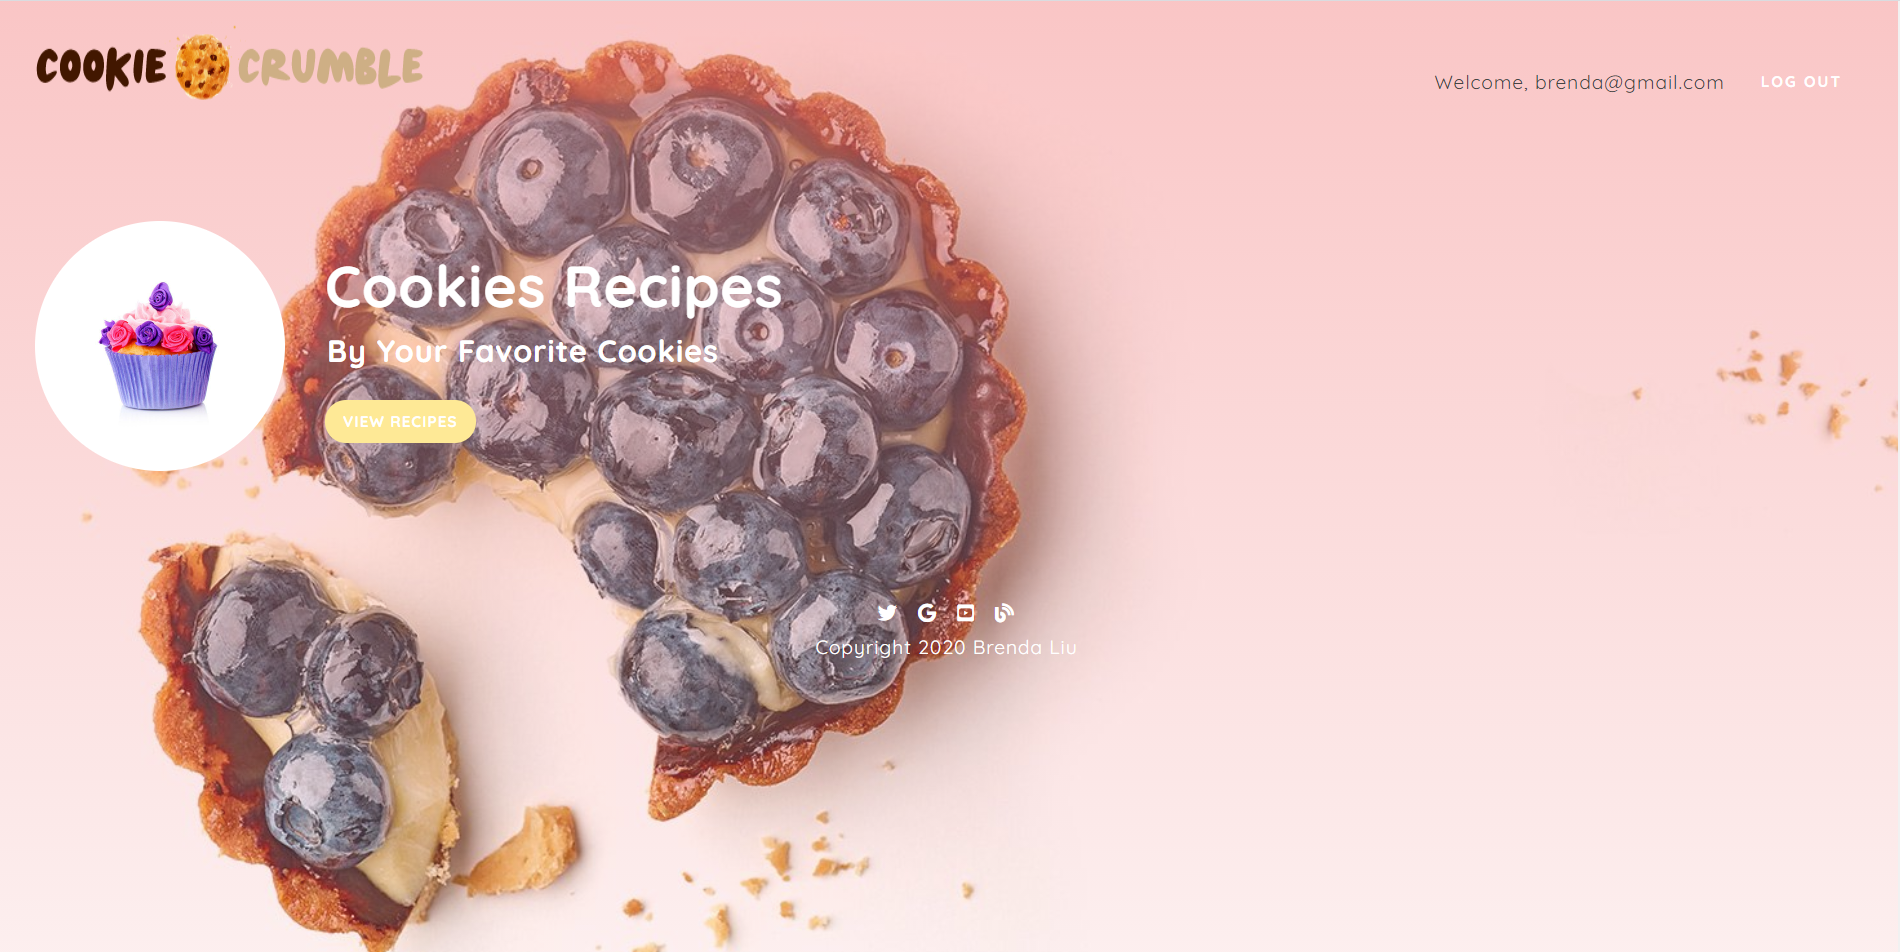 COOKIE CRUMBLE
Welcome, brenda@gmail.com LOG OUT
Cookies Recipes
By Your Favorite Cookies
VIEW RECIPES
Copyright 2020 Brenda Liu